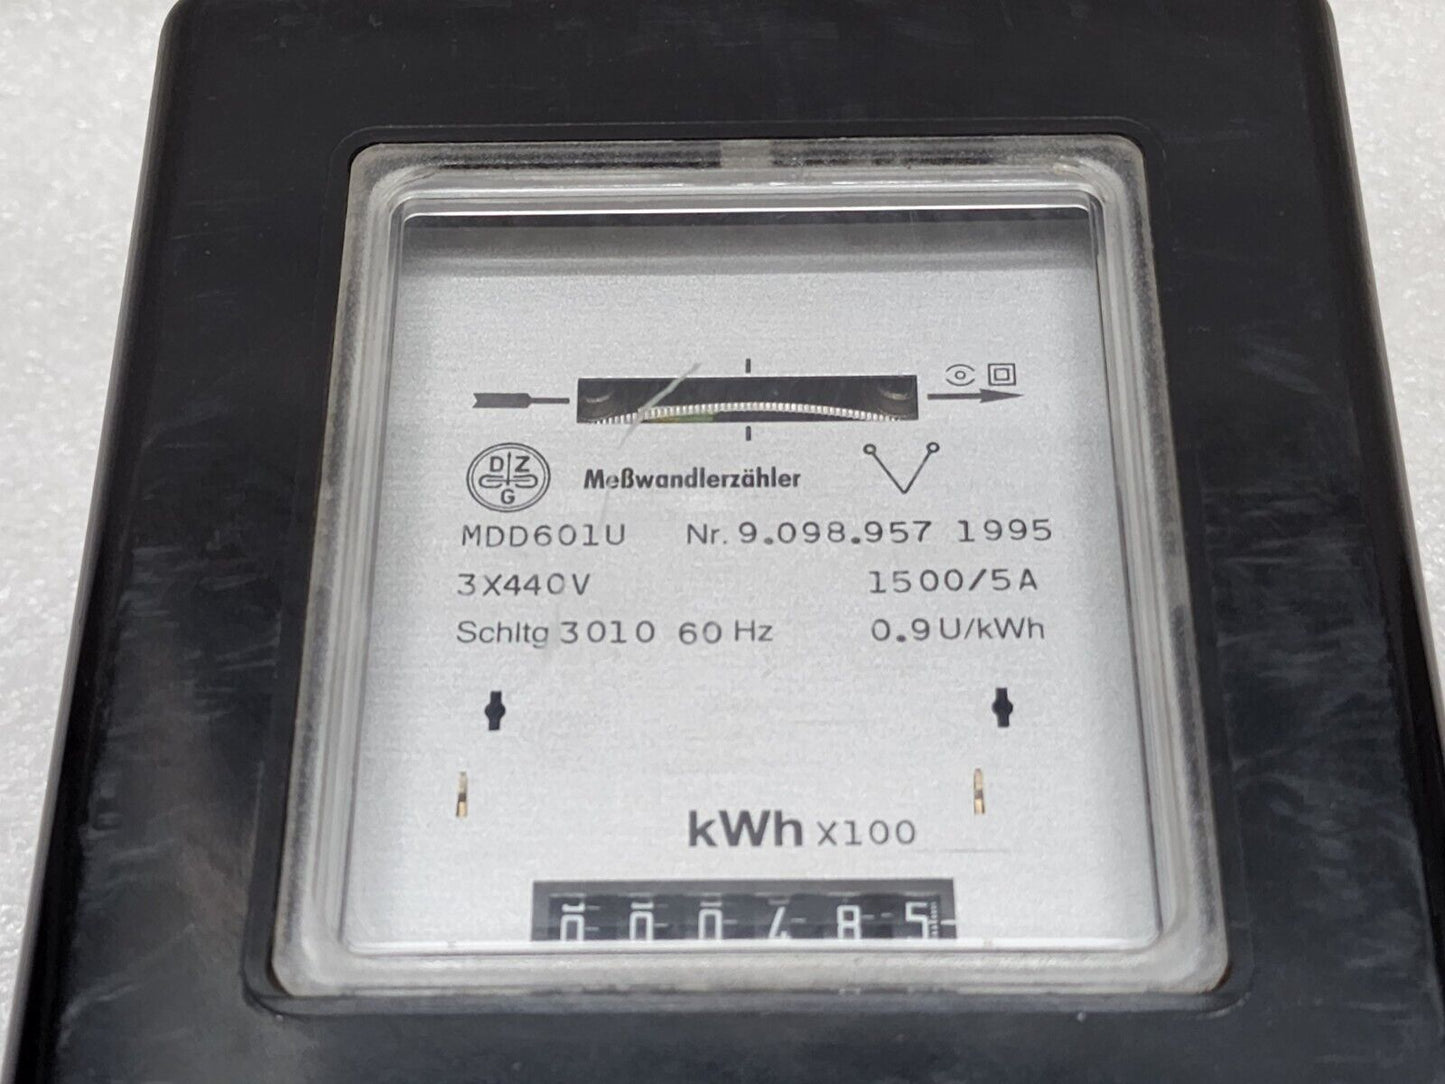 D Z
G
Meßwandlerzähler
MDD601U Nr. 9.098.957 1995
3X440V 1500/5A
Schltg 3010 60 Hz 0.9 U/kWh
kWh X100
000485